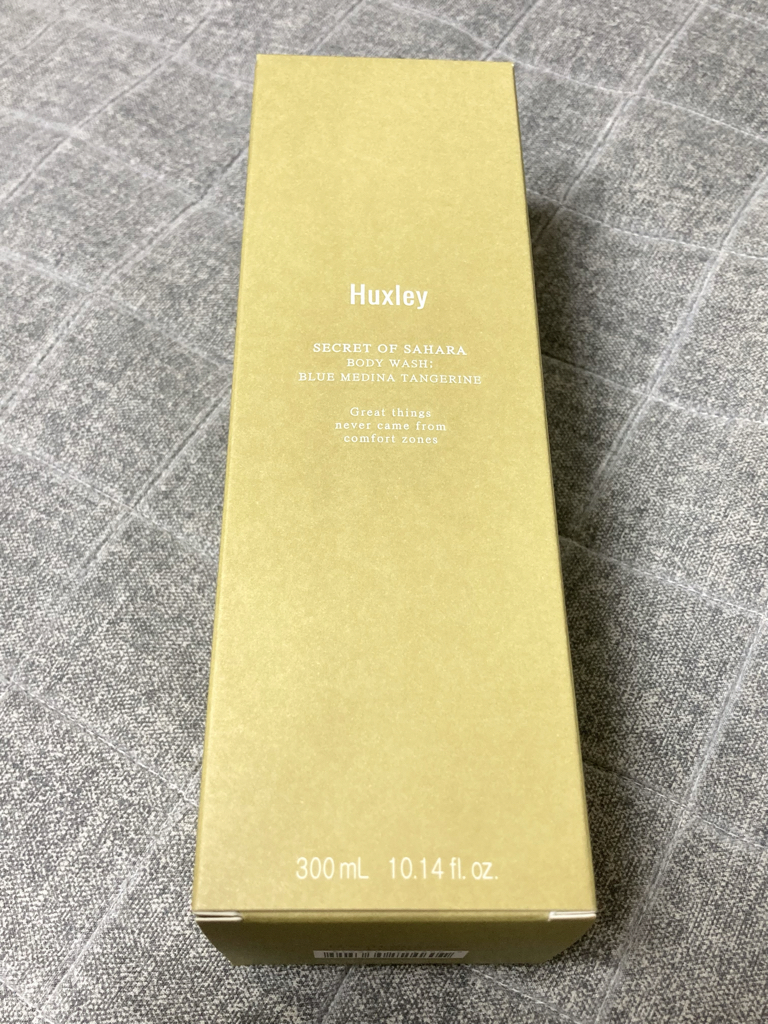 Huxley
SECRET OF SAHARA
BODY WASH;
BLUE MEDINA TANGERINE
Great things
never came from
comfort zones
300 mL 10.14 fl. oz.